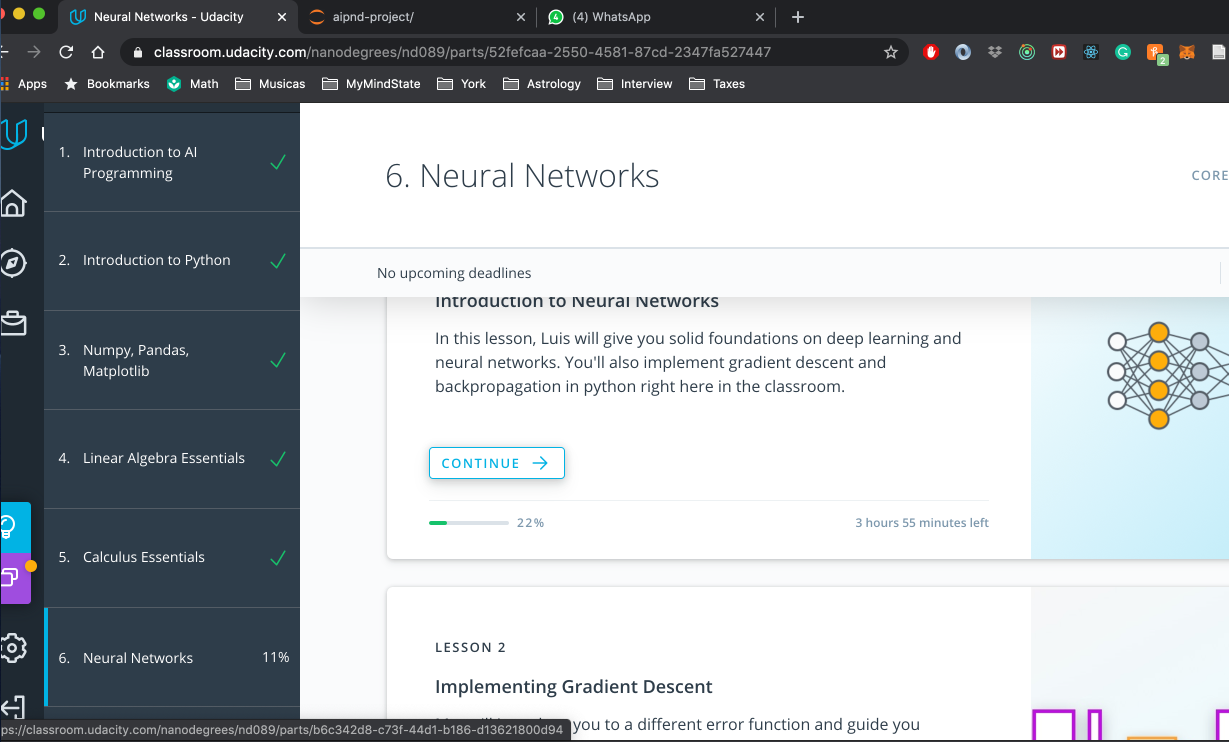 Neural Networks - Udacity
aipnd-project/
(4) WhatsApp
classroom.udacity.com/nanodegrees/nd089/parts/52fefcaa-2550-4581-87cd-2347fa527447
2
Apps
Bookmarks
Math
Musicas
MyMindState
York
Astrology
Interview
Taxes
1. Introduction to AI
Programming
2. Introduction to Python
3. Numpy, Pandas,
Matplotlib
4. Linear Algebra Essentials
5. Calculus Essentials
6. Neural Networks 11%
6. Neural Networks
CORE
No upcoming deadlines
Introduction to Neural Networks
In this lesson, Luis will give you solid foundations on deep learning and
neural networks. You'll also implement gradient descent and
backpropagation in python right here in the classroom.
CONTINUE →
22%
3 hours 55 minutes left
LESSON 2
Implementing Gradient Descent
you to a different error function and guide you
ps://classroom.udacity.com/nanodegrees/nd089/parts/b6c342d8-c73f-44d1-b186-d13621800d94